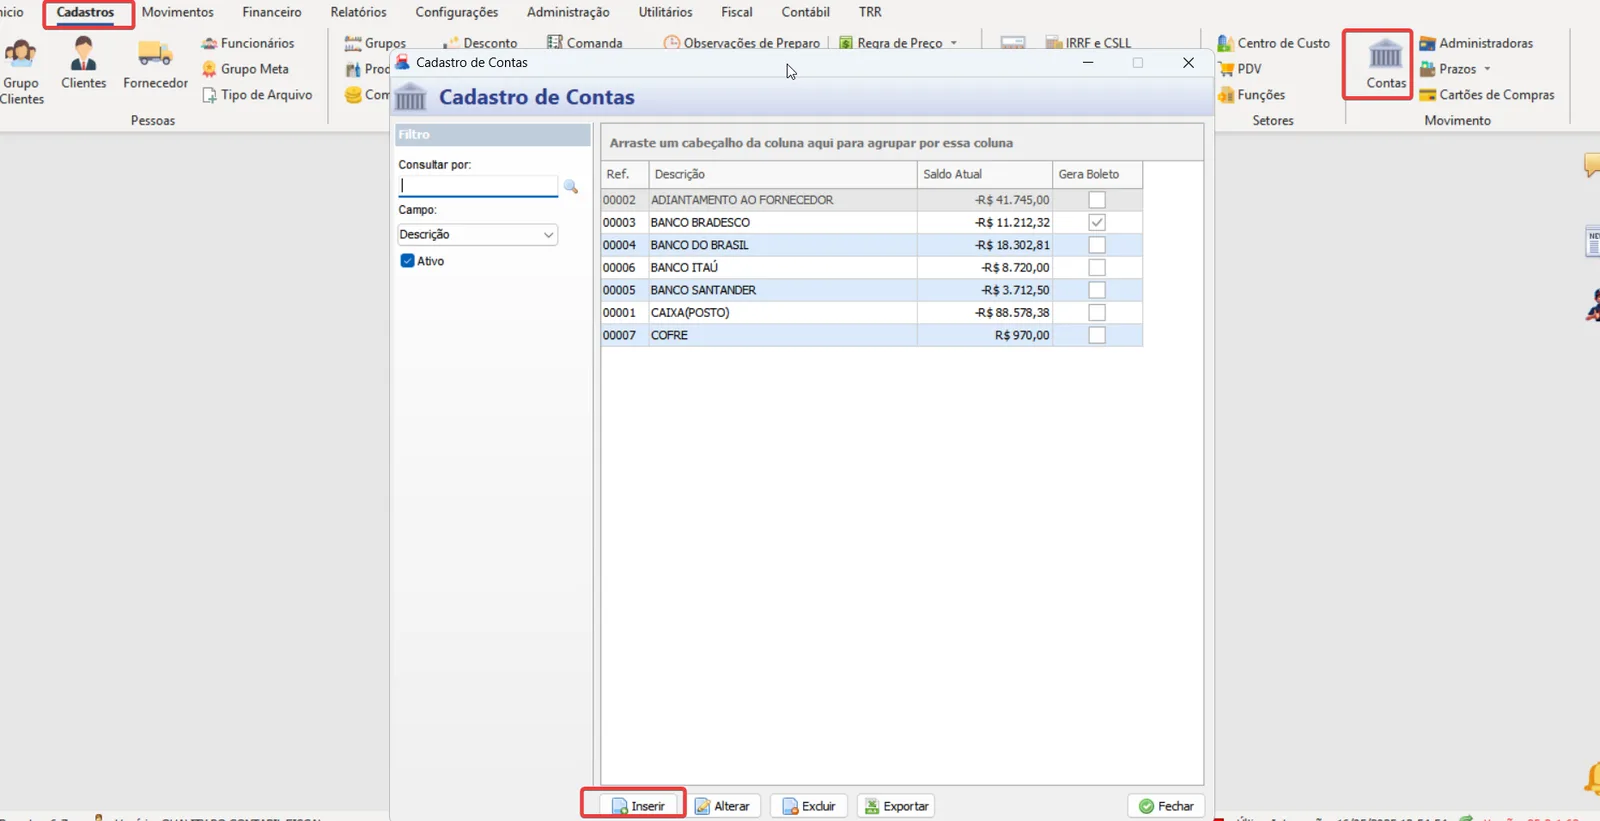 Cadastros Movimentos Financeiro Relatórios Configurações Administração Utilitários Fiscal Contábil TRR
Grupo Clientes
Clientes
Fornecedor
Funcionários
Grupo Meta
Tipo de Arquivo
Pessoas
Grupos
Desconto
Comanda
Observações de Preparo
Regra de Preço
IRRF e CSLL
Centro de Custo
PDV
Funções
Setores
Contas
Administradoras
Prazos
Cartões de Compras
Movimento
Cadastro de Contas
Cadastro de Contas
Filtro
Consultar por:
Campo:
Descrição
Ativo
Arraste um cabeçalho da coluna aqui para agrupar por essa coluna
Ref. Descrição Saldo Atual Gera Boleto
00002 ADIANTAMENTO AO FORNECEDOR -R$ 41.745,00
00003 BANCO BRADESCO -R$ 11.212,32
00004 BANCO DO BRASIL -R$ 18.302,81
00006 BANCO ITAÚ -R$ 8.720,00
00005 BANCO SANTANDER -R$ 3.712,50
00001 CAIXA(POSTO) -R$ 88.578,38
00007 COFRE R$ 970,00
Inserir Alterar Excluir Exportar Fechar